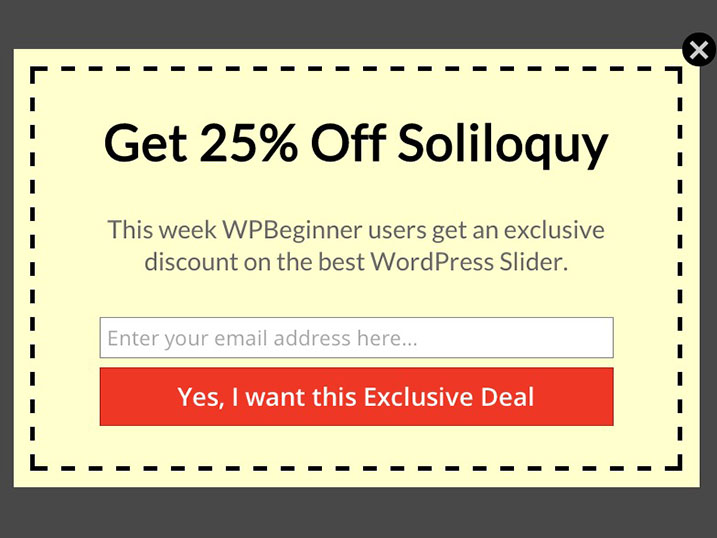 Get 25% Off Soliloquy
This week WPBeginner users get an exclusive
discount on the best WordPress Slider.
Enter your email address here...
Yes, I want this Exclusive Deal